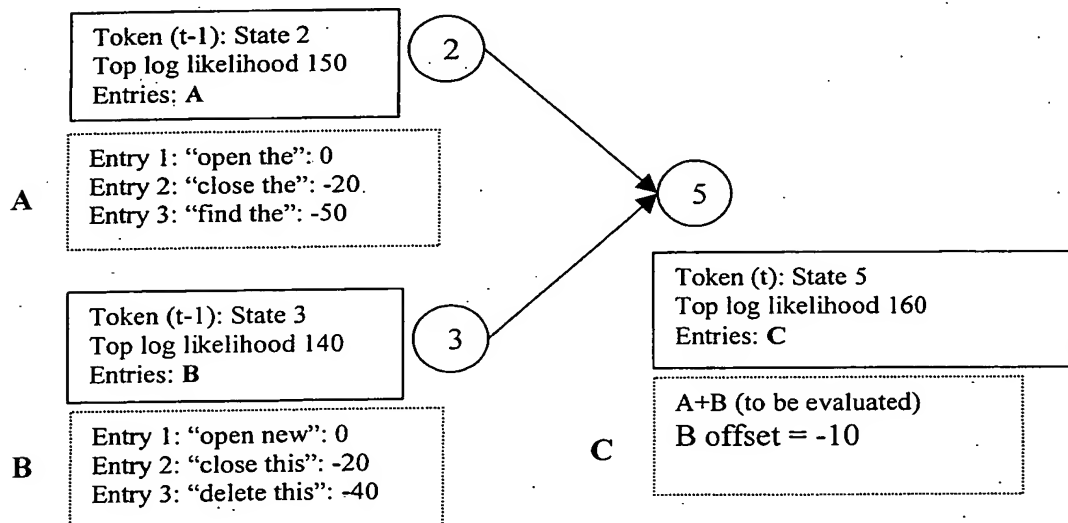 Token (t-1): State 2
Top log likelihood 150
Entries: A
2
A
Entry 1: "open the": 0
Entry 2: "close the": -20
Entry 3: "find the": -50
5
Token (t-1): State 3
Top log likelihood 140
Entries: B
3
Token (t): State 5
Top log likelihood 160
Entries: C
B
Entry 1: "open new": 0
Entry 2: "close this": -20
Entry 3: "delete this": -40
C
A+B (to be evaluated)
B offset = -10